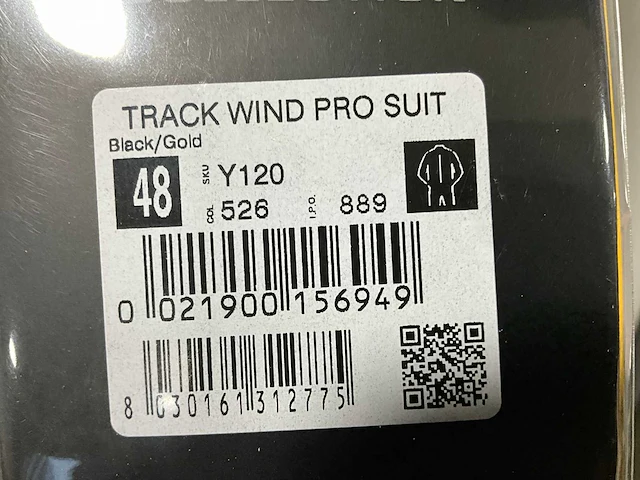 TRACK WIND PRO SUIT
Black/Gold
48 SKU Y120
COL 526 I.P.O. 889
0 021900 156949
8 030161 312775